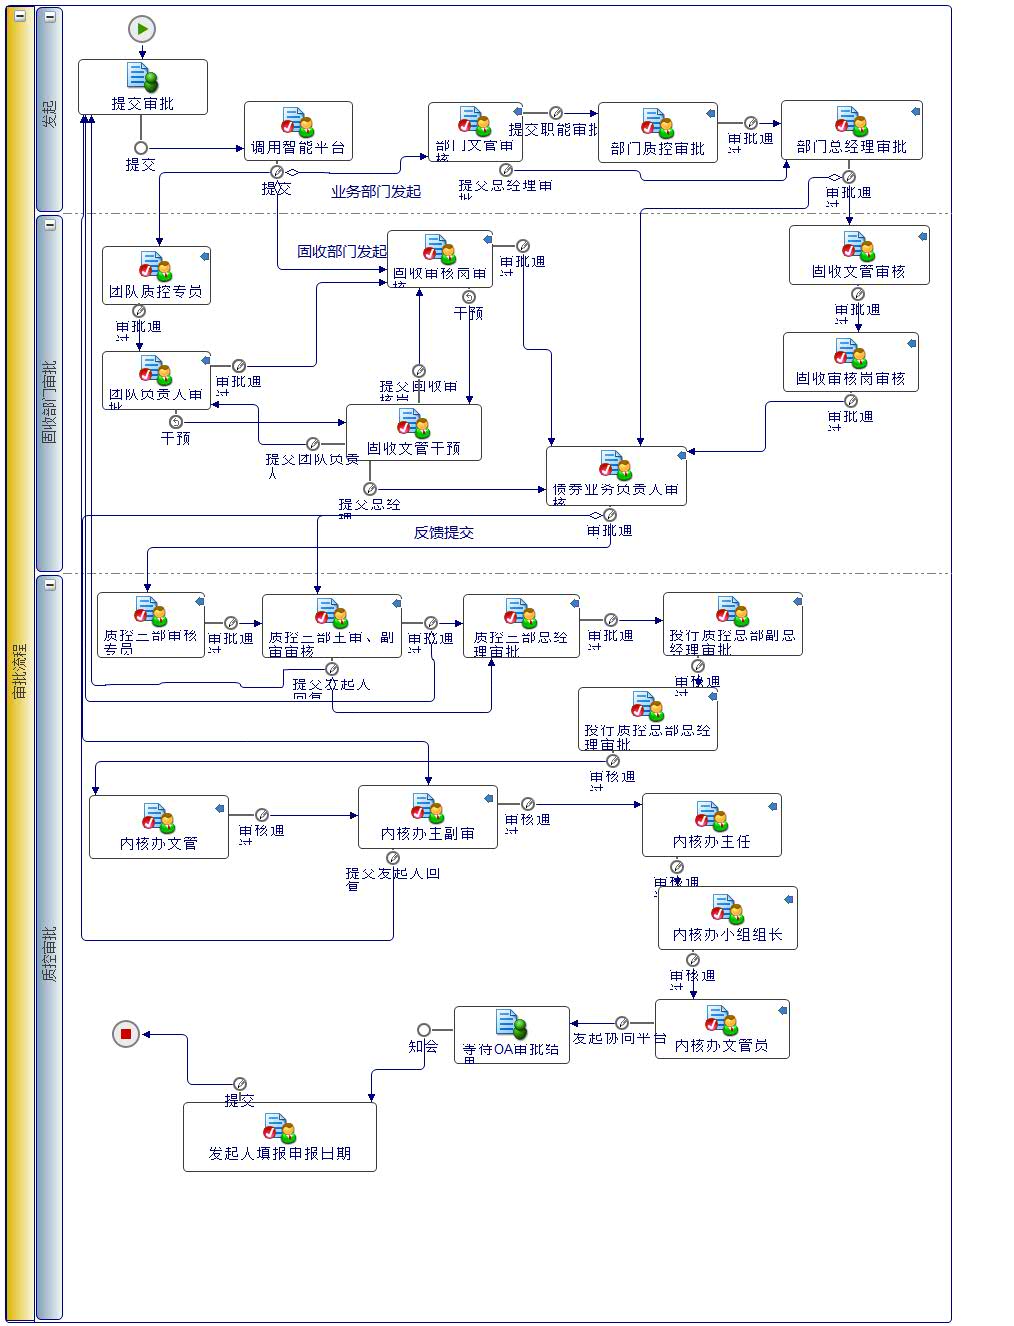 审批流程
发起
提交审批
提交
调用智能平台
提交
业务部门发起
部门文管审
核
提交职能审批
提交总经理审
批
部门质控审批
审批通
过
部门总经理审批
审批通
过
固收部门审批
固收部门发起
团队质控专员
审批通
过
团队负责人审
批
审批通
过
干预
固收审核岗审
核
审批通
过
干预
提交固收审
核岗
固收文管干预
提交团队负责
人
提交总经
理
固收文管审核
审批通
过
固收审核岗审核
审批通
过
债券业务负责人审
核
审批通
过
反馈提交
质控审批
质控二部审核
专员
审批通
过
质控二部主审、副
审审核
审批通
过
提交发起人
回复
质控二部总经
理审批
审批通
过
投行质控总部副总
经理审批
审核通
过
投行质控总部总经
理审批
审核通
过
内核办文管
审核通
过
内核办主副审
审核通
过
提交发起人回
复
内核办主任
审核通
过
内核办小组组长
审核通
过
内核办文管员
发起协同平台
等待OA审批结
果
知会
提交
发起人填报申报日期